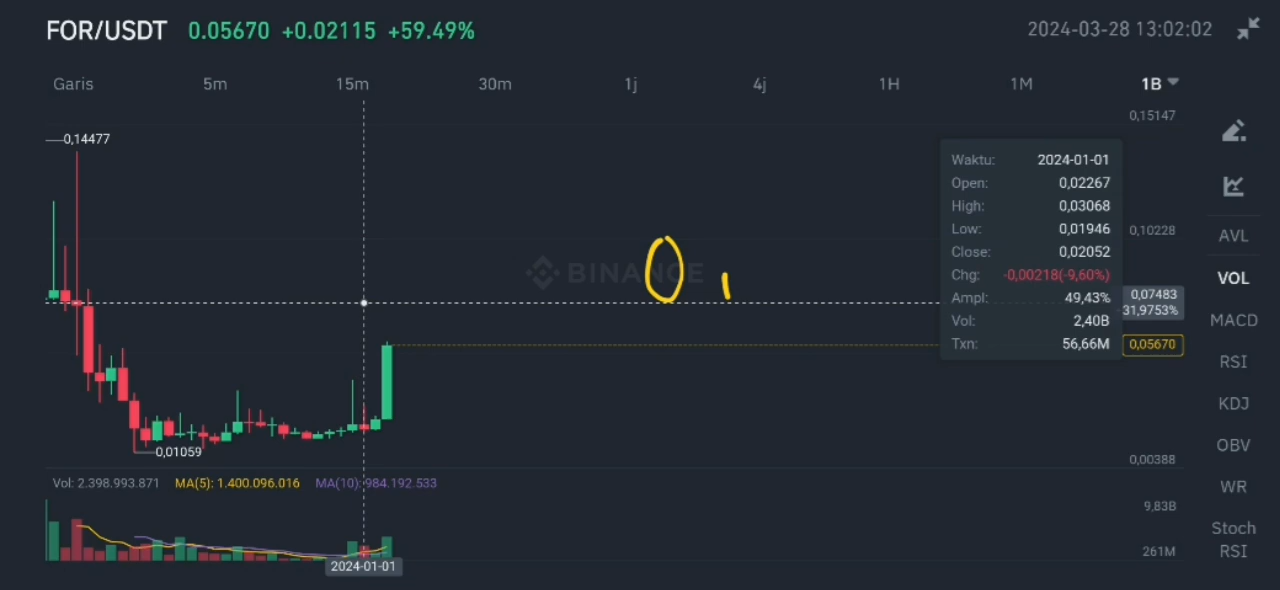 FOR/USDT 0.05670 +0.02115 +59.49% 2024-03-28 13:02:02
Garis 5m 15m 30m 1j 4j 1H 1M 1B
0,15147
0,14477
Waktu: 2024-01-01
Open: 0,02267
High: 0,03068
Low: 0,01946
Close: 0,02052
Chg: -0,00218(-9,60%)
Ampl: 49,43%
Vol: 2,40B
Txn: 56,66M
0,10228
BINANCE
0 1
0,07483
31,9753%
0,05670
0,01059
0,00388
Vol: 2.398.993.871 MA(5): 1.400.096.016 MA(10): 984.192.533
9,83B
261M
2024-01-01
AVL
VOL
MACD
RSI
KDJ
OBV
WR
Stoch
RSI